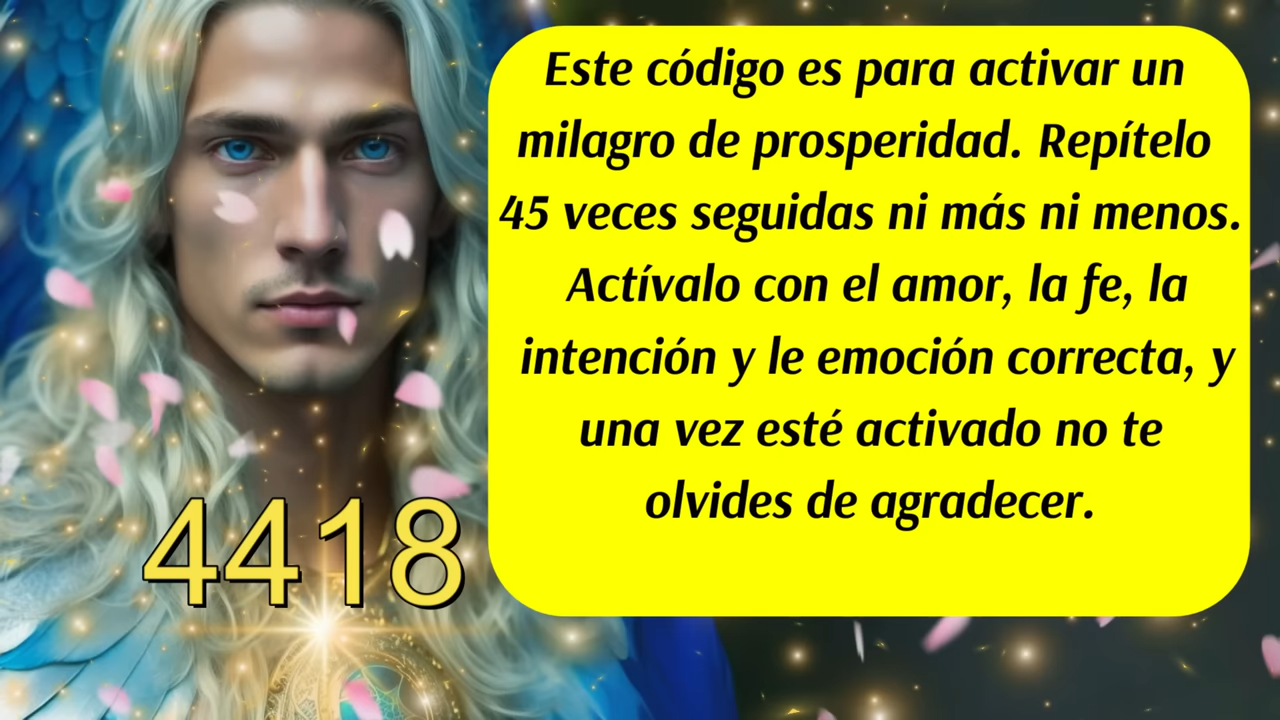 Este código es para activar un
milagro de prosperidad. Repítelo
45 veces seguidas ni más ni menos.
Actívalo con el amor, la fe, la
intención y le emoción correcta, y
una vez esté activado no te
olvides de agradecer.
4418